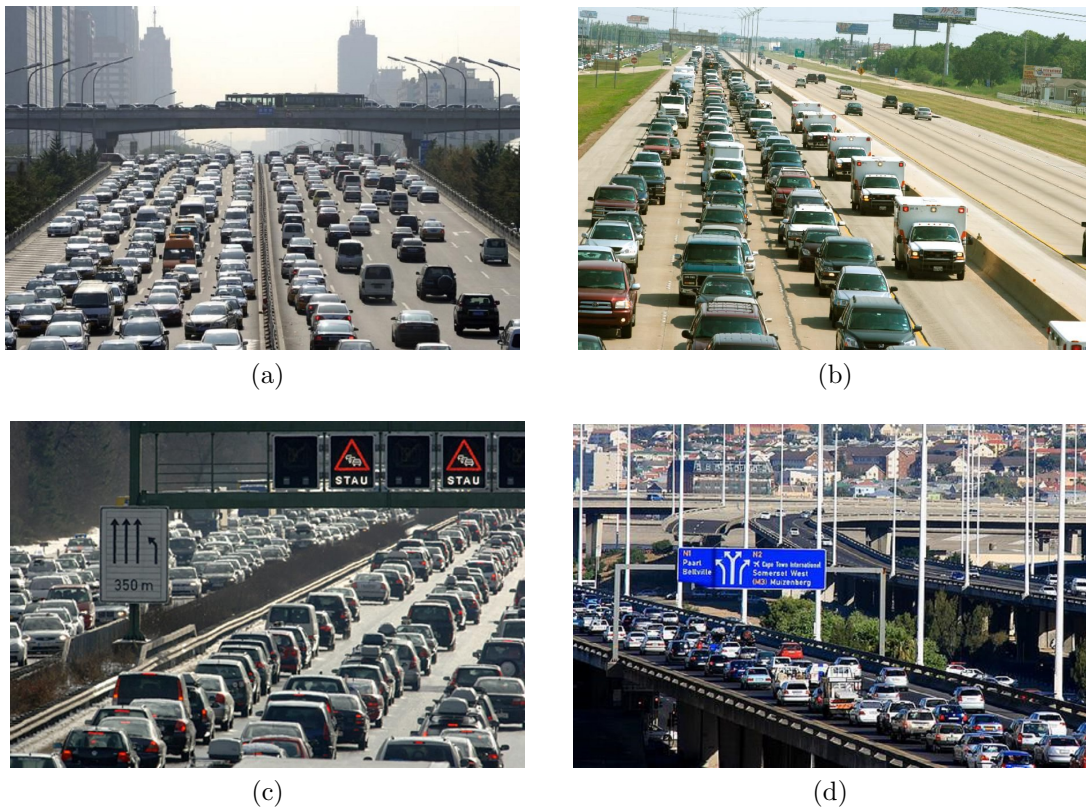 (a)
(b)
STAU
STAU
350 m
(c)
N1
Paarl
Bellville
N2
Cape Town International
Somerset West
(M3) Muizenberg
(d)